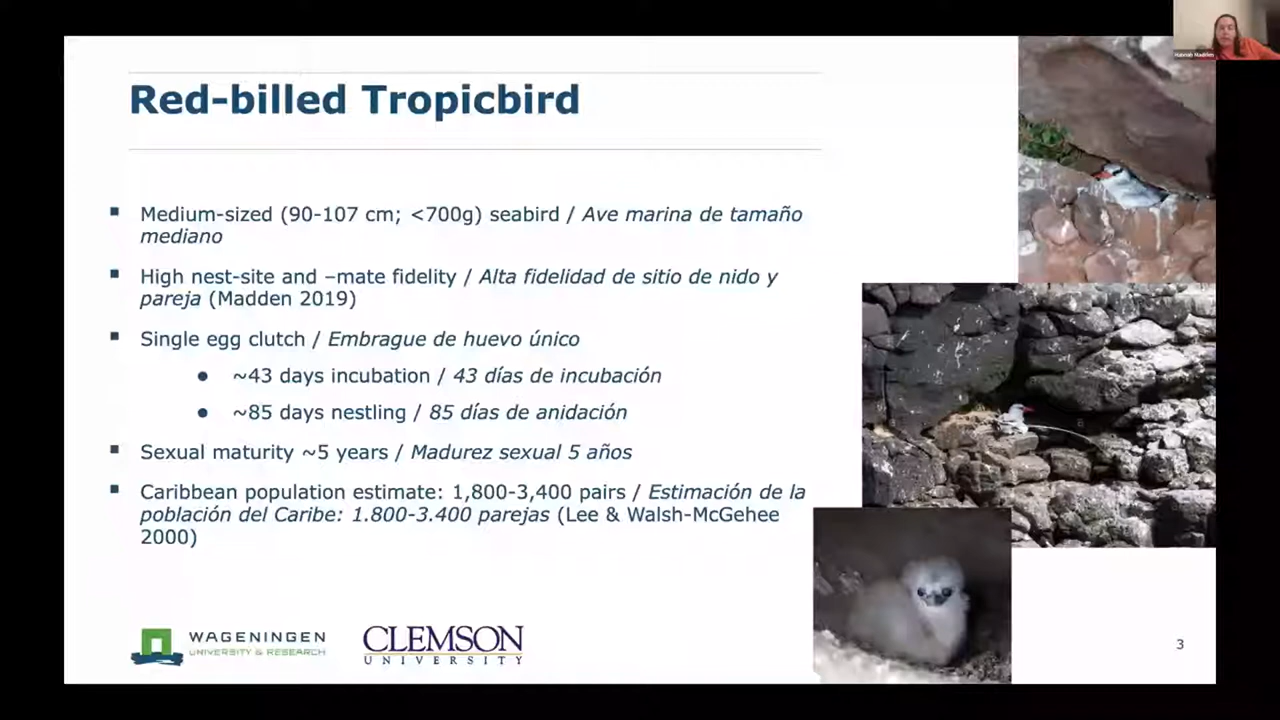 Hannah Madden
Red-billed Tropicbird
Medium-sized (90-107 cm; <700g) seabird / Ave marina de tamaño
mediano
High nest-site and –mate fidelity / Alta fidelidad de sitio de nido y
pareja (Madden 2019)
Single egg clutch / Embrague de huevo único
~43 days incubation / 43 días de incubación
~85 days nestling / 85 días de anidación
Sexual maturity ~5 years / Madurez sexual 5 años
Caribbean population estimate: 1,800-3,400 pairs / Estimación de la
población del Caribe: 1.800-3.400 parejas (Lee & Walsh-McGehee
2000)
WAGENINGEN
UNIVERSITY & RESEARCH
CLEMSON
UNIVERSITY
3